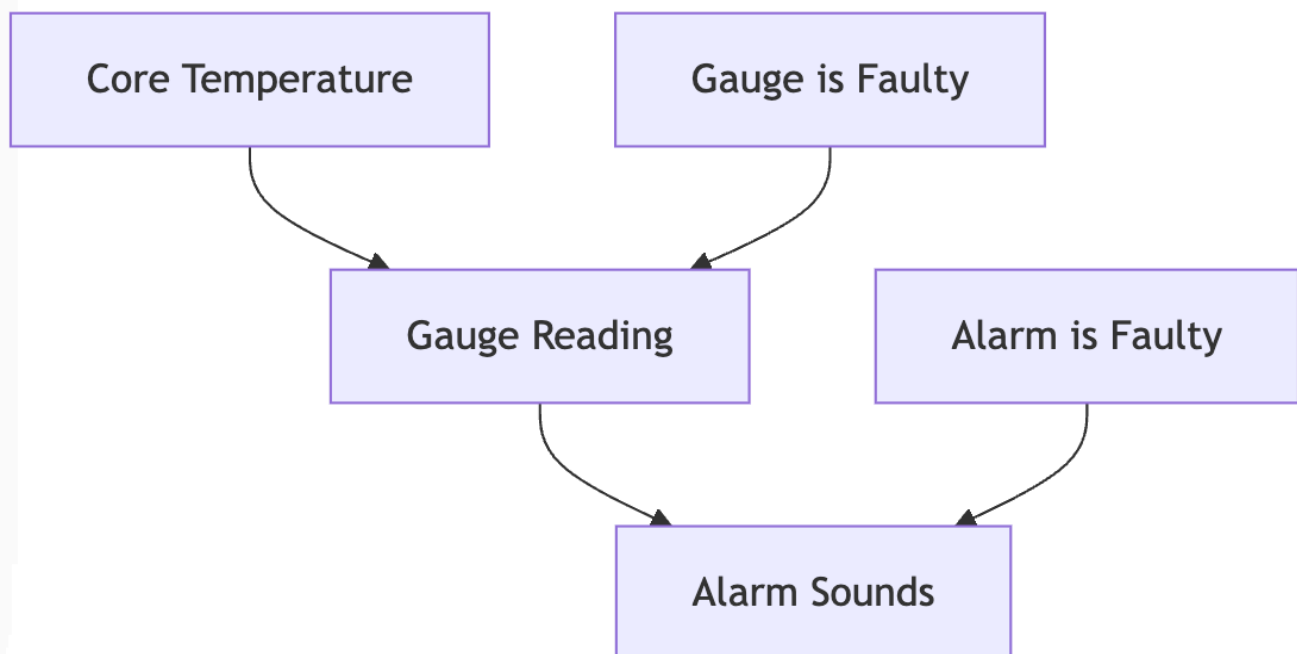 Core Temperature
Gauge is Faulty
Gauge Reading
Alarm is Faulty
Alarm Sounds